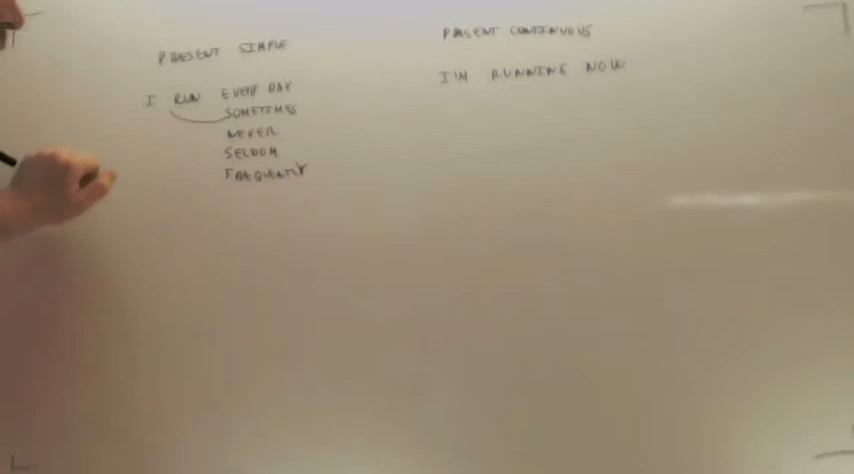 PRESENT SIMPLE
I RUN EVERY DAY
SOMETIMES
NEVER
SELDOM
FREQUENTLY
PRESENT CONTINUOUS
I'M RUNNING NOW